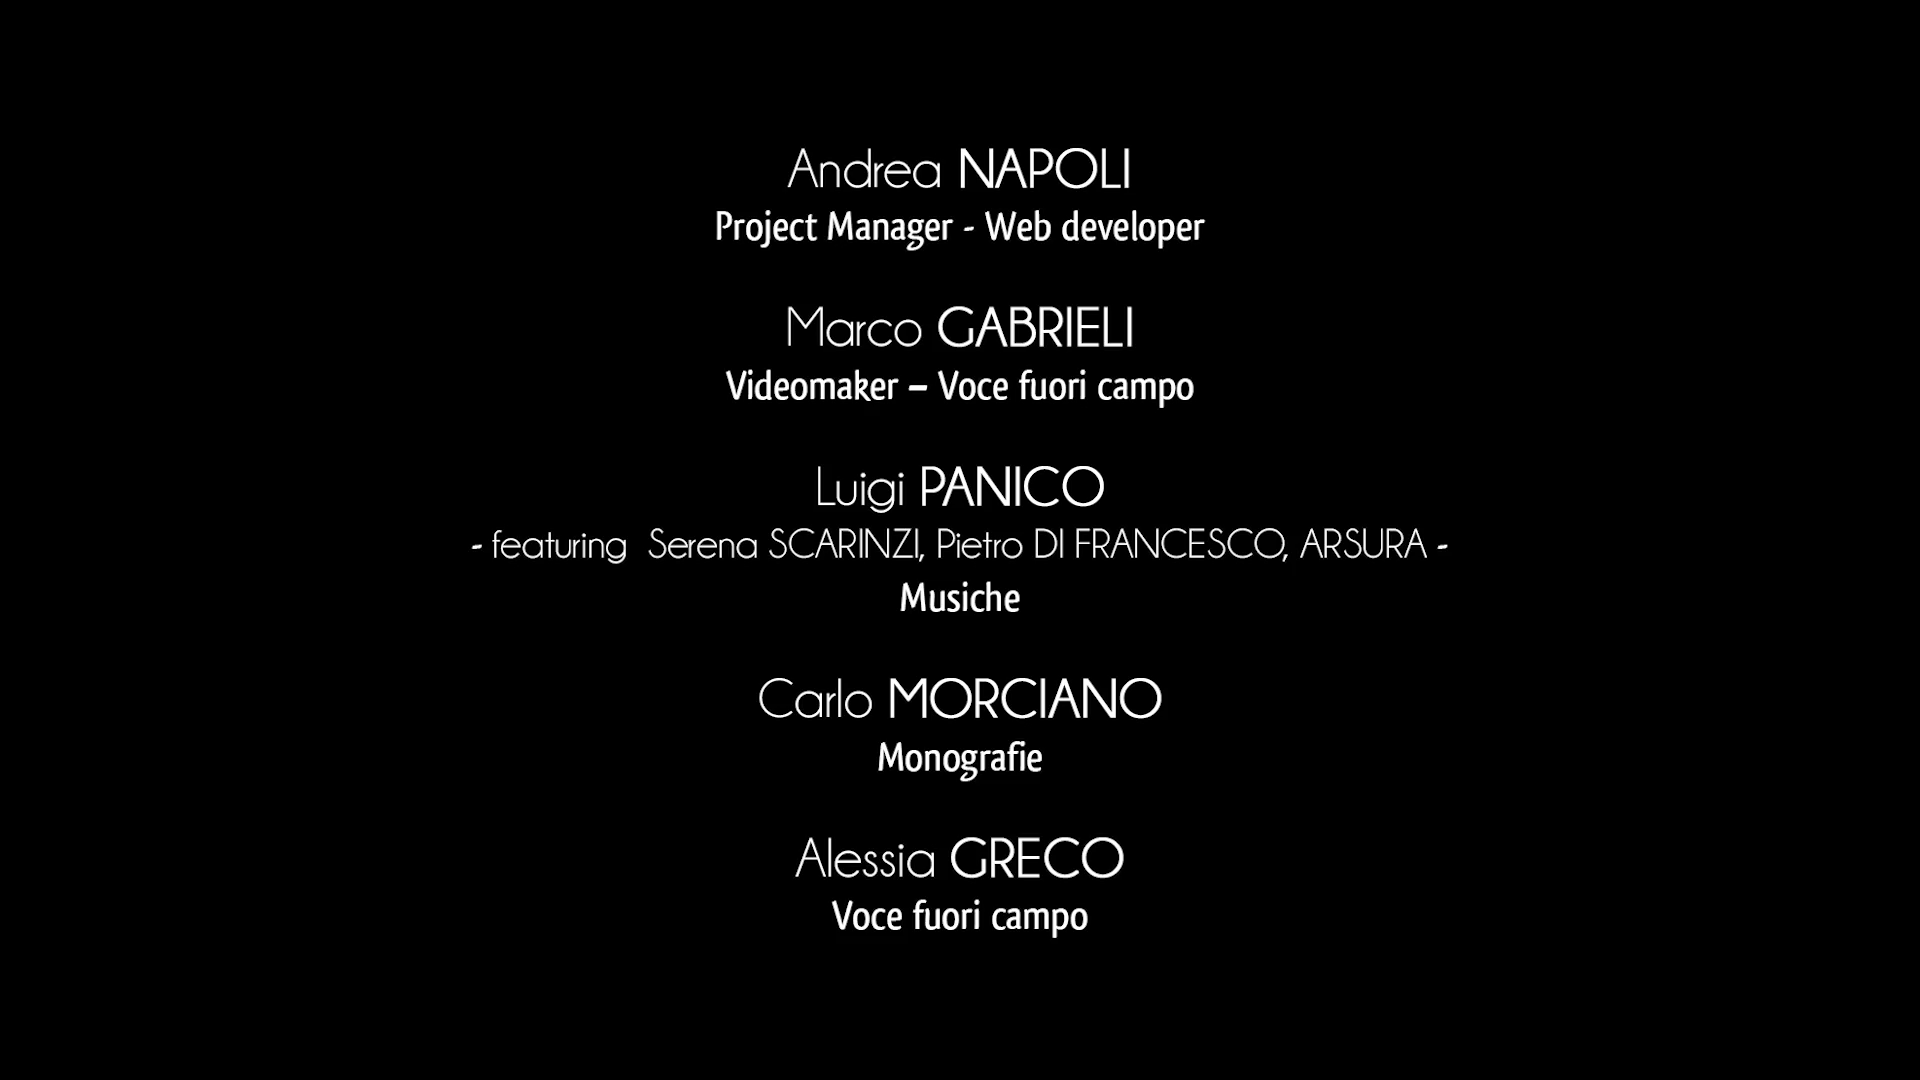 Andrea NAPOLI
Project Manager - Web developer
Marco GABRIELI
Videomaker – Voce fuori campo
Luigi PANICO
- featuring  Serena SCARINZI, Pietro DI FRANCESCO, ARSURA -
Musiche
Carlo MORCIANO
Monografie
Alessia GRECO
Voce fuori campo